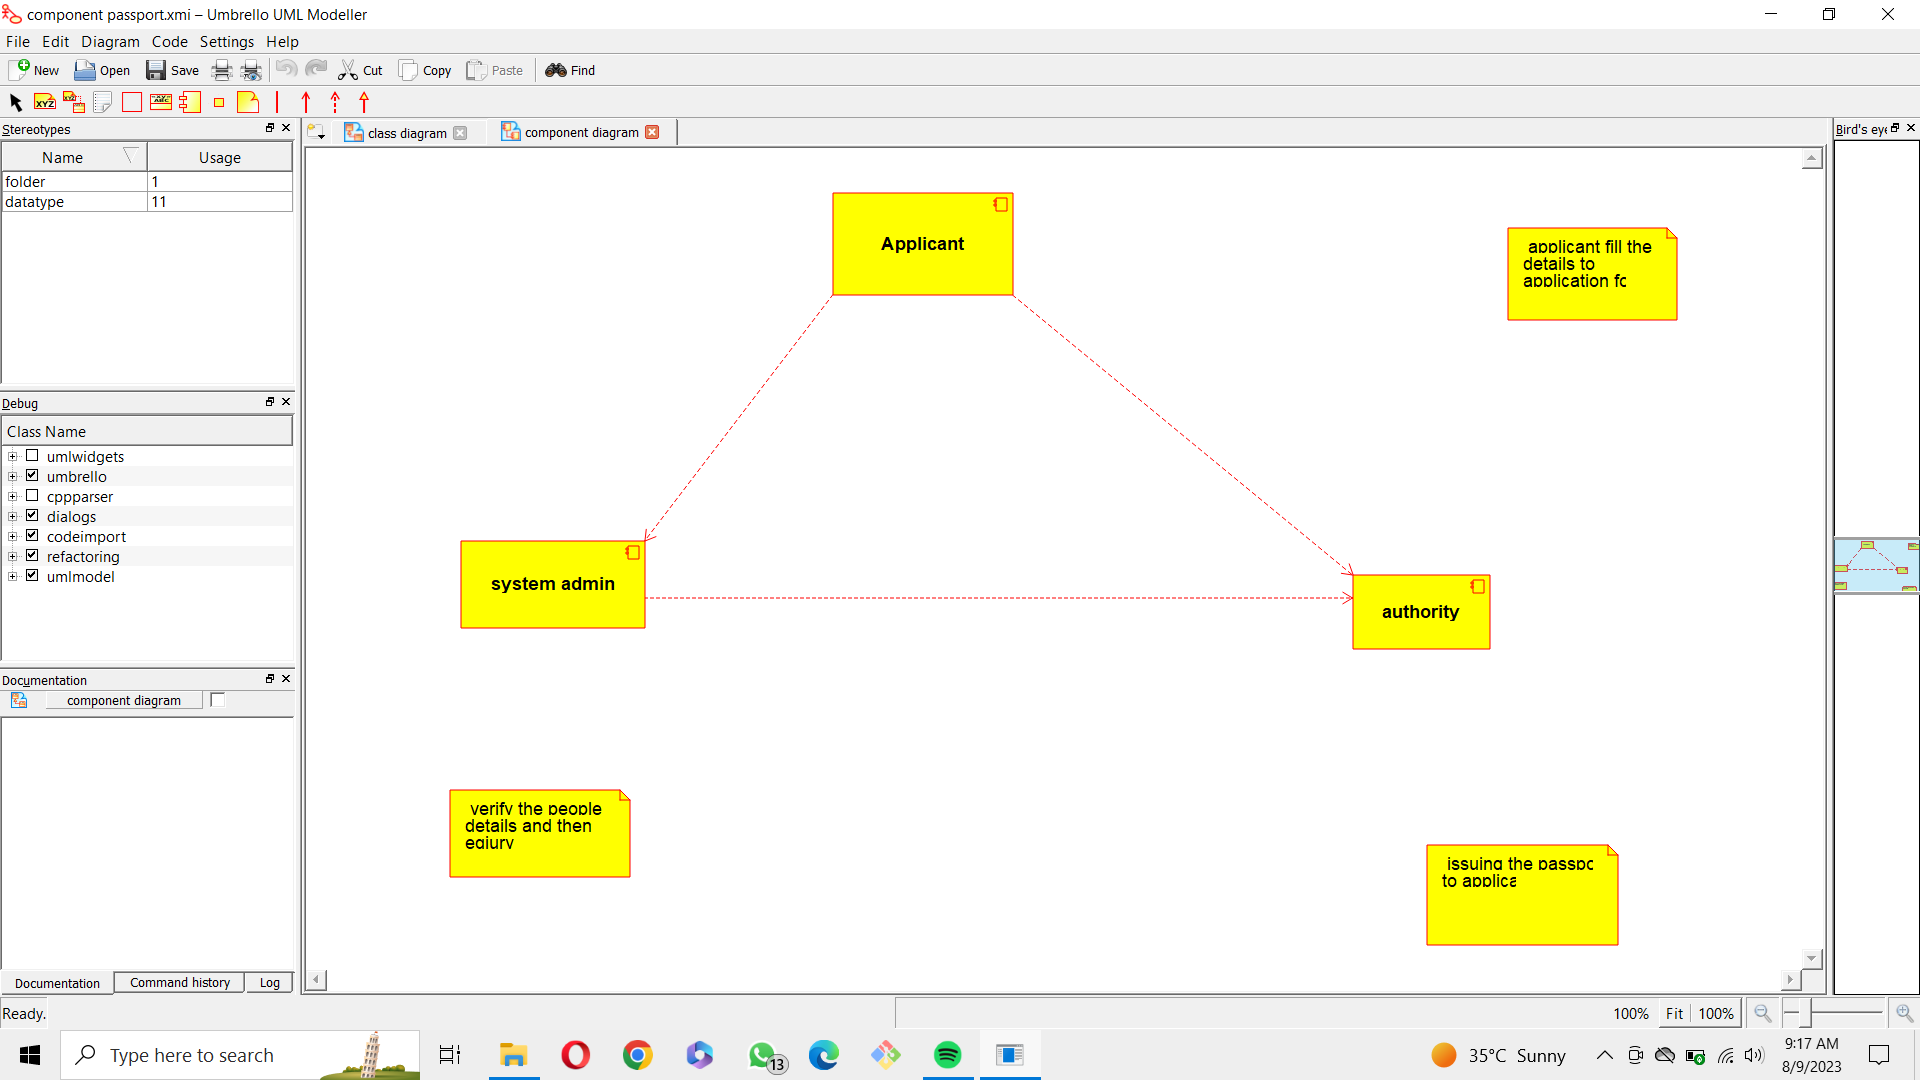 component passport.xmi – Umbrello UML Modeller
File Edit Diagram Code Settings Help
New Open Save Cut Copy Paste Find
XYZ
Stereotypes
Name Usage
folder 1
datatype 11
Debug
Class Name
umlwidgets
umbrello
cppparser
dialogs
codeimport
refactoring
umlmodel
Documentation
component diagram
Documentation Command history Log
class diagram component diagram
Applicant
applicant fill the
details to
application fo
system admin
authority
verify the people
details and then
eqiury
issuing the passpo
to applica
Bird's eye
Ready.
100% Fit 100%
Type here to search
13
35°C Sunny
9:17 AM
8/9/2023